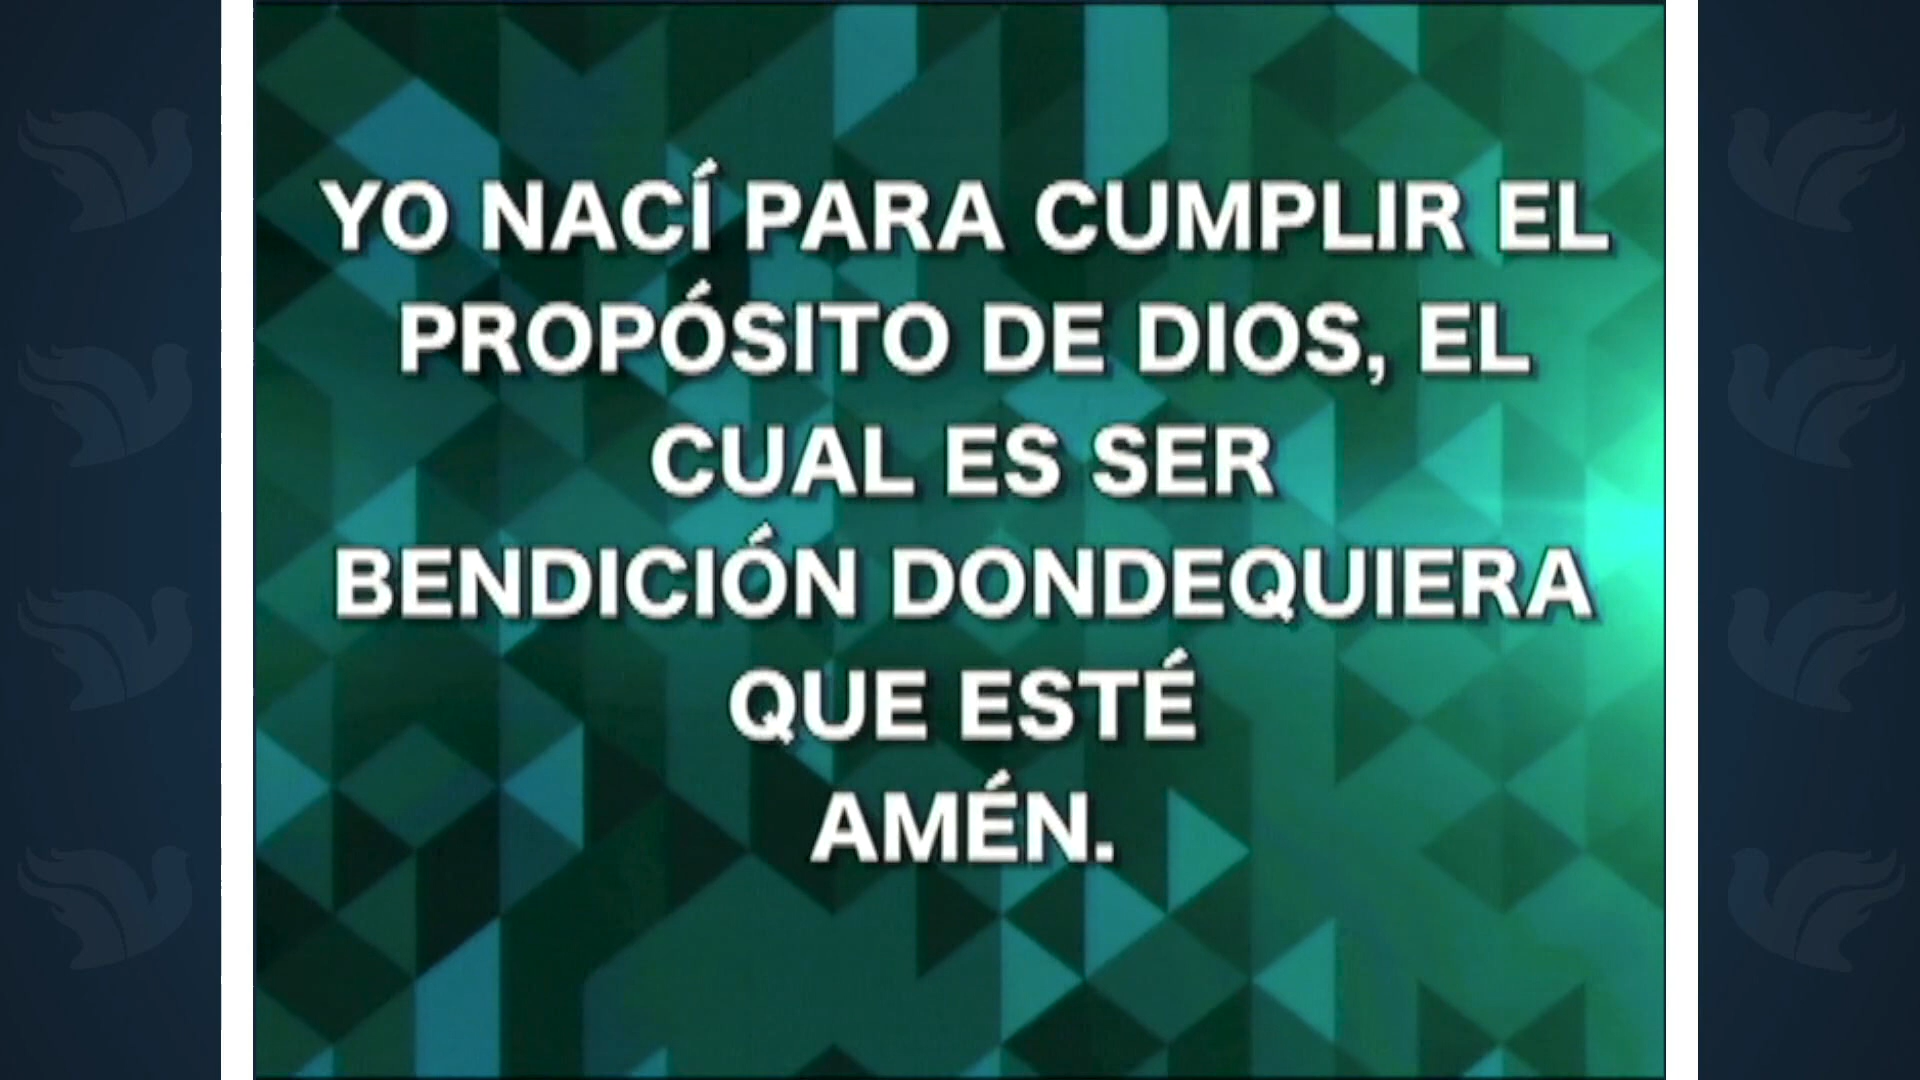 YO NACÍ PARA CUMPLIR EL
PROPÓSITO DE DIOS, EL
CUAL ES SER
BENDICIÓN DONDEQUIERA
QUE ESTÉ
AMÉN.